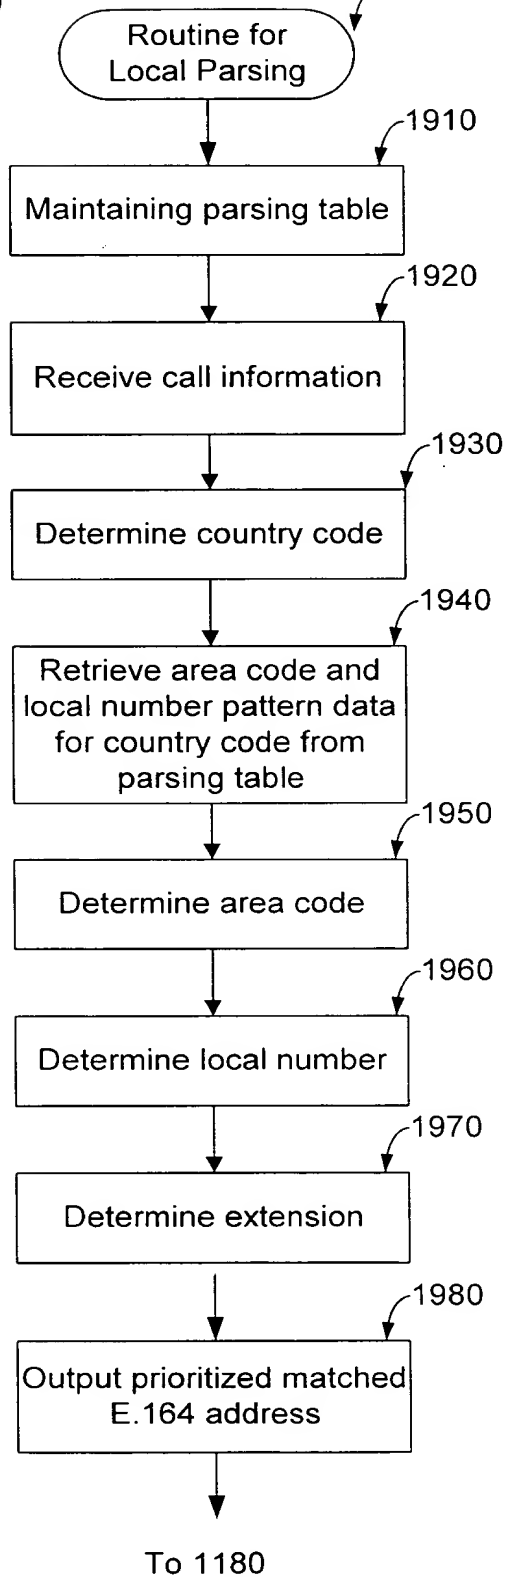 Routine for
Local Parsing
1910
Maintaining parsing table
1920
Receive call information
1930
Determine country code
1940
Retrieve area code and
local number pattern data
for country code from
parsing table
1950
Determine area code
1960
Determine local number
1970
Determine extension
1980
Output prioritized matched
E.164 address
To 1180